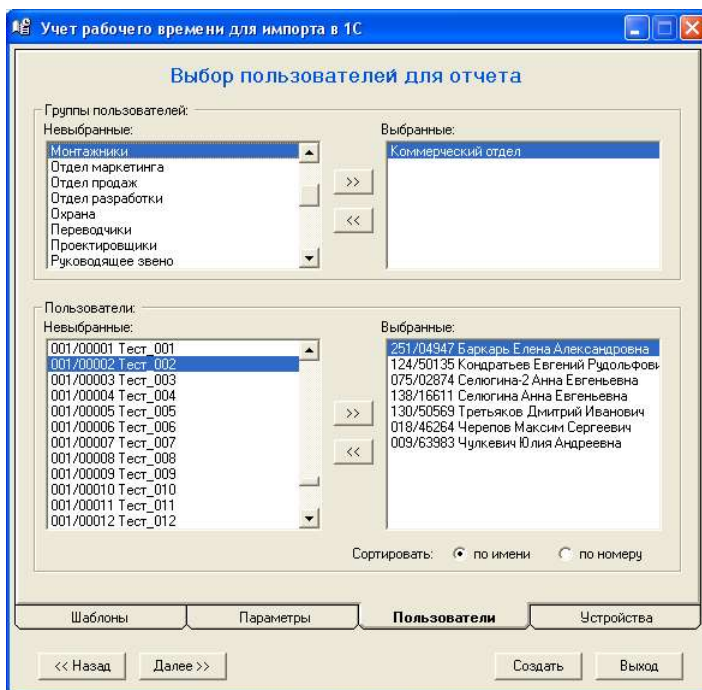 Учет рабочего времени для импорта в 1С
Выбор пользователей для отчета
Группы пользователей:
Невыбранные:
Монтажники
Отдел маркетинга
Отдел продаж
Отдел разработки
Охрана
Переводчики
Проектировщики
Руководящее звено
>>
<<
Выбранные:
Коммерческий отдел
Пользователи:
Невыбранные:
001/00001 Тест_001
001/00002 Тест_002
001/00003 Тест_003
001/00004 Тест_004
001/00005 Тест_005
001/00006 Тест_006
001/00007 Тест_007
001/00008 Тест_008
001/00009 Тест_009
001/00010 Тест_010
001/00011 Тест_011
001/00012 Тест_012
>>
<<
Выбранные:
251/04947 Баркарь Елена Александровна
124/50135 Кондратьев Евгений Рудольфови
075/02874 Селюгина-2 Анна Евгеньевна
138/16611 Селюгина Анна Евгеньевна
130/50569 Третьяков Дмитрий Иванович
018/46264 Черепов Максим Сергеевич
009/63983 Чулкевич Юлия Андреевна
Сортировать: по имени по номеру
Шаблоны Параметры Пользователи Устройства
<< Назад Далее >> Создать Выход